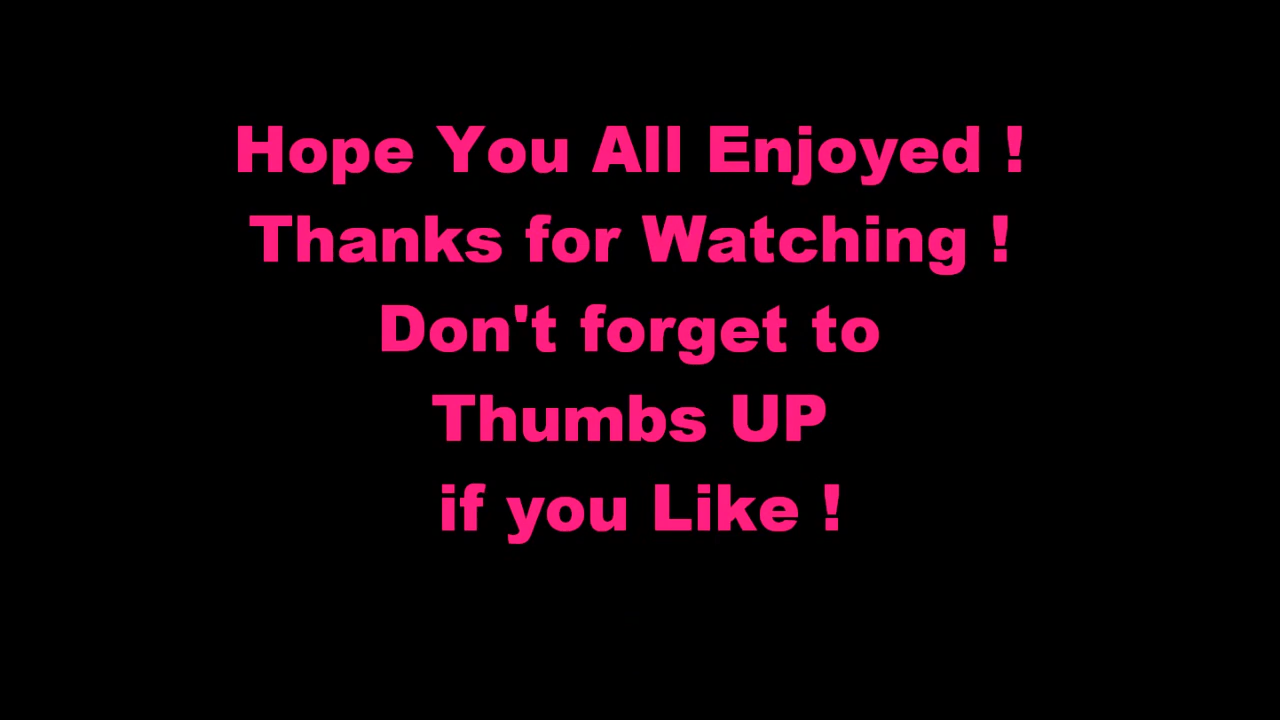 Hope You All Enjoyed !
Thanks for Watching !
Don't forget to
Thumbs UP
if you Like !